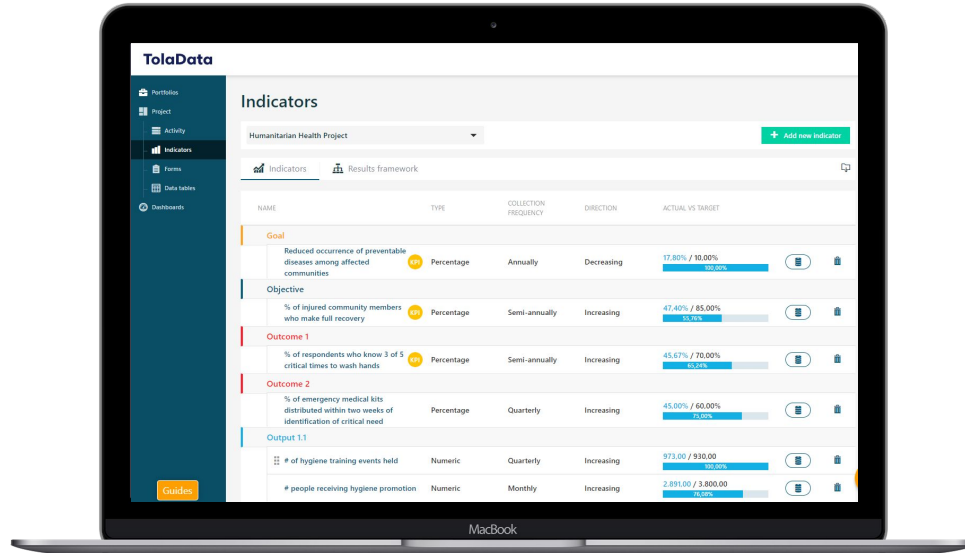 TolaData
Portfolios
Project
Activity
Indicators
Forms
Data tables
Dashboards
Guides
Indicators
Humanitarian Health Project
+ Add new indicator
Indicators
Results framework
NAME
TYPE
COLLECTION
FREQUENCY
DIRECTION
ACTUAL VS TARGET
Goal
Reduced occurrence of preventable
diseases among affected
communities
KPI
Percentage
Annually
Decreasing
17,80% / 10,00%
100,00%
Objective
% of injured community members
who make full recovery
KPI
Percentage
Semi-annually
Increasing
47,40% / 85,00%
55,76%
Outcome 1
% of respondents who know 3 of 5
critical times to wash hands
KPI
Percentage
Semi-annually
Increasing
45,67% / 70,00%
65,24%
Outcome 2
% of emergency medical kits
distributed within two weeks of
identification of critical need
Percentage
Quarterly
Increasing
45,00% / 60,00%
75,00%
Output 1.1
# of hygiene training events held
Numeric
Quarterly
Increasing
973,00 / 930,00
100,00%
# people receiving hygiene promotion
Numeric
Monthly
Increasing
2.891,00 / 3.800,00
76,08%
MacBook